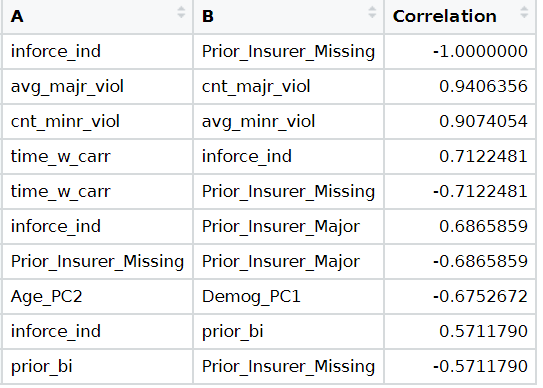 A B Correlation
inforce_ind Prior_Insurer_Missing -1.0000000
avg_majr_viol cnt_majr_viol 0.9406356
cnt_minr_viol avg_minr_viol 0.9074054
time_w_carr inforce_ind 0.7122481
time_w_carr Prior_Insurer_Missing -0.7122481
inforce_ind Prior_Insurer_Major 0.6865859
Prior_Insurer_Missing Prior_Insurer_Major -0.6865859
Age_PC2 Demog_PC1 -0.6752672
inforce_ind prior_bi 0.5711790
prior_bi Prior_Insurer_Missing -0.5711790